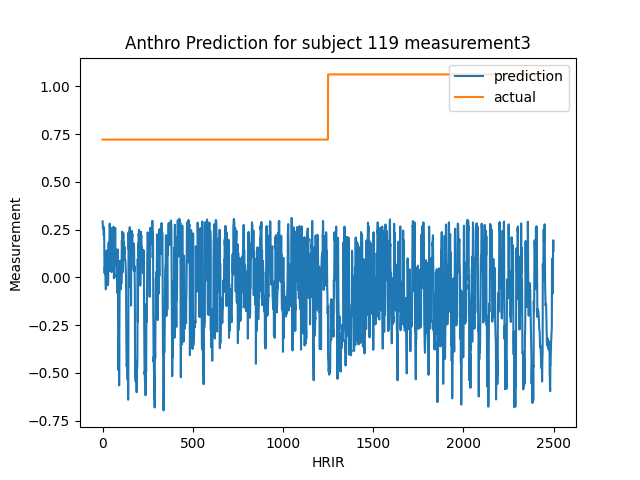 Anthro Prediction for subject 119 measurement3
prediction
actual
Measurement
1.00
0.75
0.50
0.25
0.00
−0.25
−0.50
−0.75
0
500
1000
1500
2000
2500
HRIR